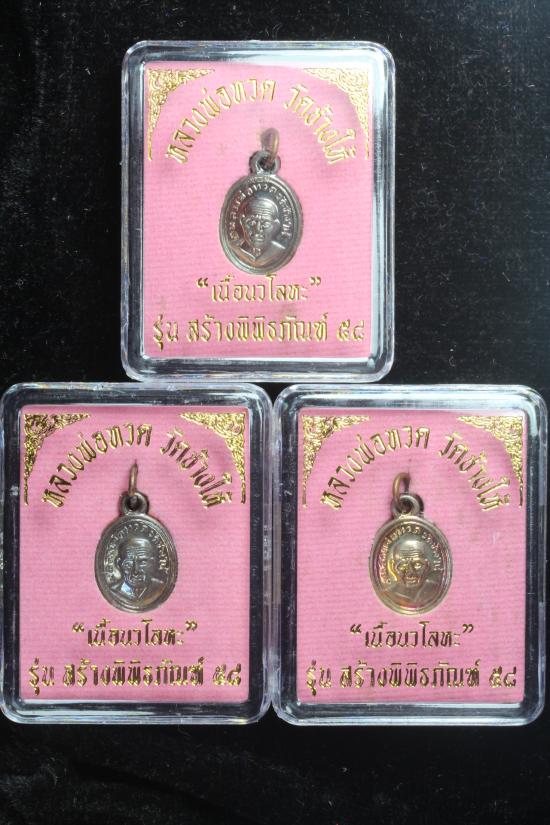 หลวงพ่อทวด วัดช้างให้
“เนื้อนวโลหะ”
รุ่น สร้างพิพิธภัณฑ์ ๕๔
หลวงพ่อทวด วัดช้างให้
“เนื้อนวโลหะ”
รุ่น สร้างพิพิธภัณฑ์ ๕๔
หลวงพ่อทวด วัดช้างให้
“เนื้อนวโลหะ”
รุ่น สร้างพิพิธภัณฑ์ ๕๔